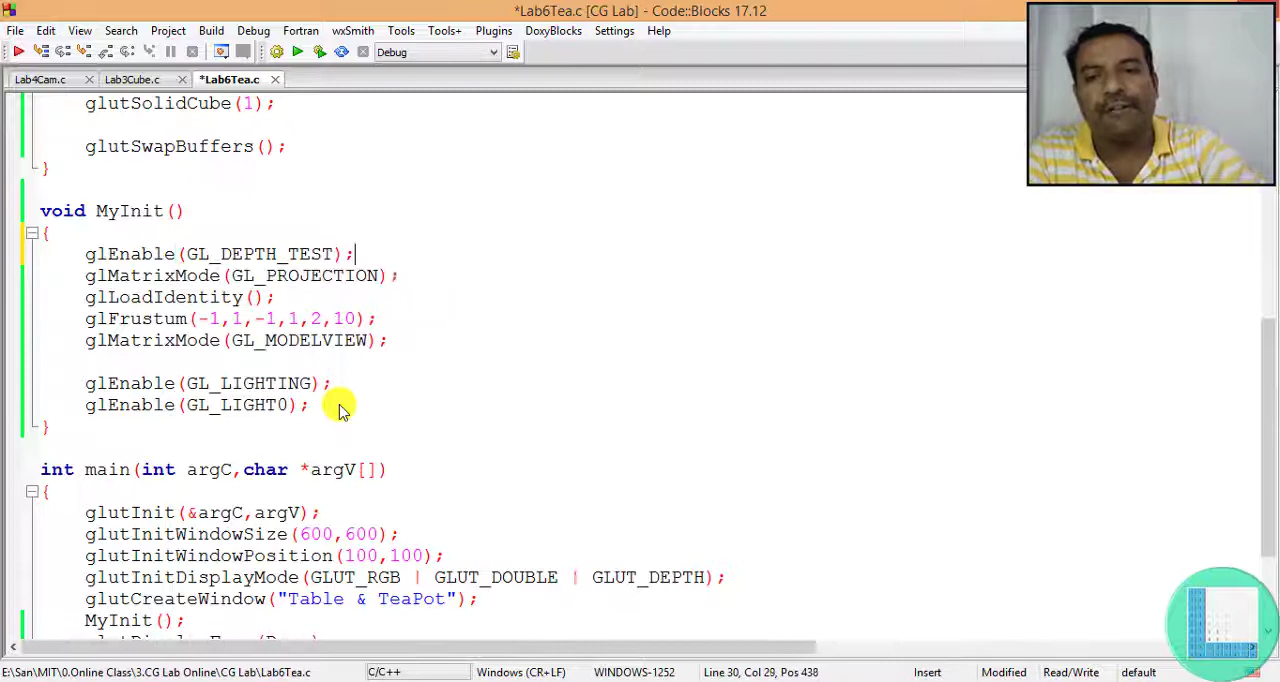 *Lab6Tea.c [CG Lab] - Code::Blocks 17.12
File Edit View Search Project Build Debug Fortran wxSmith Tools Tools+ Plugins DoxyBlocks Settings Help
Debug
Lab4Cam.c Lab3Cube.c *Lab6Tea.c
glutSolidCube(1);
glutSwapBuffers();
}
void MyInit()
{
glEnable(GL_DEPTH_TEST);
glMatrixMode(GL_PROJECTION);
glLoadIdentity();
glFrustum(-1,1,-1,1,2,10);
glMatrixMode(GL_MODELVIEW);
glEnable(GL_LIGHTING);
glEnable(GL_LIGHT0);
}
int main(int argC,char *argV[])
{
glutInit(&argC,argV);
glutInitWindowSize(600,600);
glutInitWindowPosition(100,100);
glutInitDisplayMode(GLUT_RGB | GLUT_DOUBLE | GLUT_DEPTH);
glutCreateWindow("Table & TeaPot");
MyInit();
E:\San\MIT\0.Online Class\3.CG Lab Online\CG Lab\Lab6Tea.c C/C++ Windows (CR+LF) WINDOWS-1252 Line 30, Col 29, Pos 438 Insert Modified Read/Write default